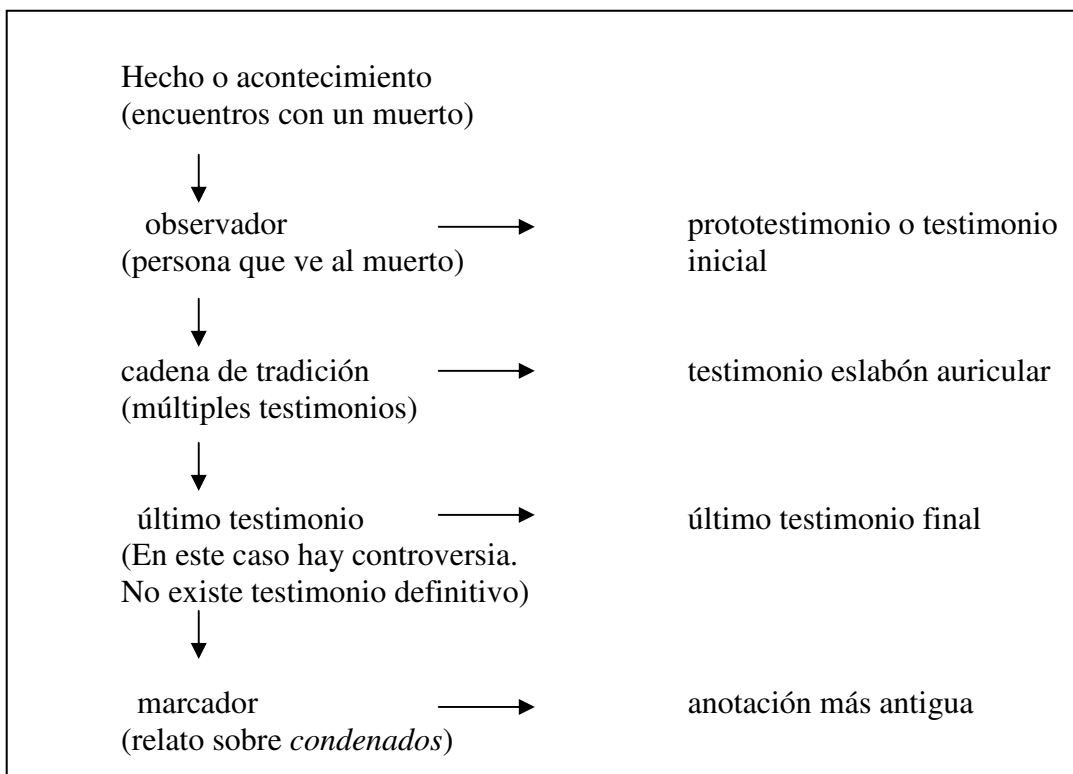 Hecho o acontecimiento
(encuentros con un muerto)
observador
prototestimonio o testimonio
(persona que ve al muerto)
inicial
cadena de tradición
testimonio eslabón auricular
(múltiples testimonios)
último testimonio
último testimonio final
(En este caso hay controversia.
No existe testimonio definitivo)
marcador
anotación más antigua
(relato sobre condenados)